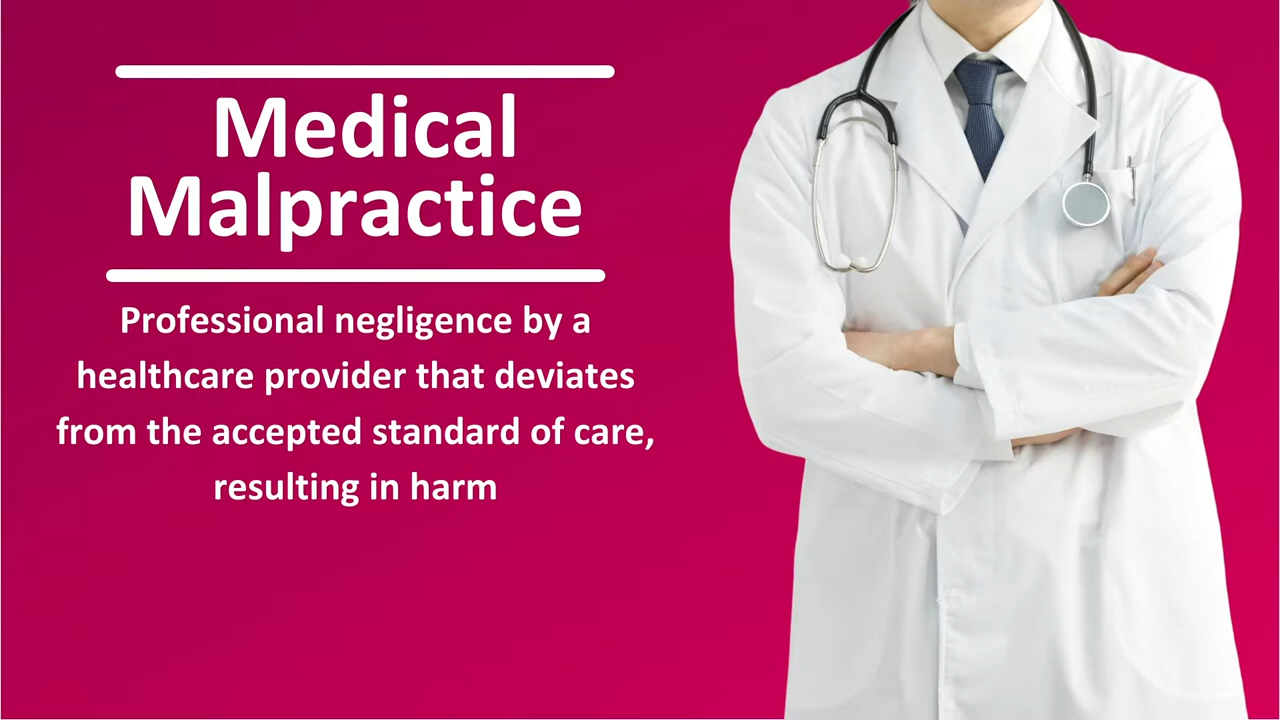 Medical
Malpractice
Professional negligence by a
healthcare provider that deviates
from the accepted standard of care,
resulting in harm